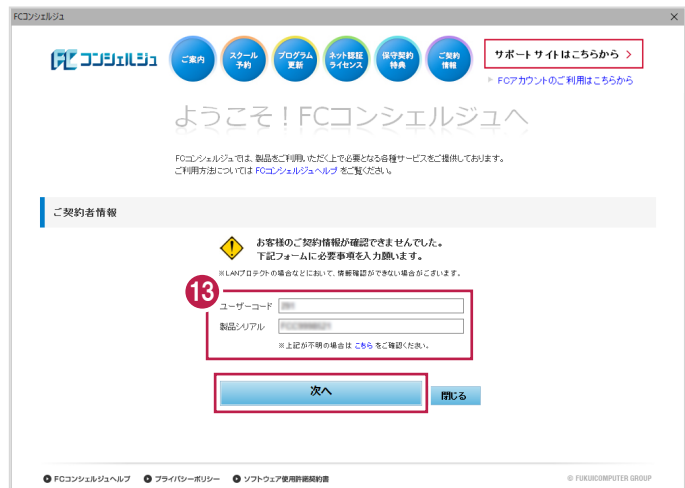 FCコンシェルジュ
FC コンシェルジュ
ご案内
スクール
予約
プログラム
更新
ネット認証
ライセンス
保守契約
特典
ご契約
情報
サポートサイトはこちらから >
FCアカウントのご利用はこちらから
ようこそ！FCコンシェルジュへ
FCコンシェルジュでは、製品をご利用いただく上で必要となる各種サービスをご提供しております。
ご利用方法については FCコンシェルジュヘルプ をご覧ください。
ご契約者情報
お客様のご契約情報が確認できませんでした。
下記フォームに必要事項を入力願います。
※LANプロテクトの場合などにおいて、情報確認ができない場合がございます。
13
ユーザーコード
製品シリアル
※上記が不明の場合は こちら をご確認ください。
次へ
閉じる
FCコンシェルジュヘルプ プライバシーポリシー ソフトウェア使用許諾契約書
© FUKUICOMPUTER GROUP